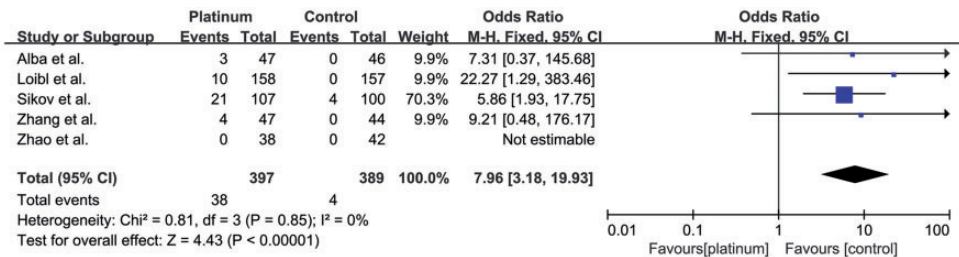 Platinum Control Odds Ratio Odds Ratio
Study or Subgroup Events Total Events Total Weight M-H. Fixed. 95% CI M-H. Fixed. 95% CI
Alba et al. 3 47 0 46 9.9% 7.31 [0.37, 145.68]
Loibl et al. 10 158 0 157 9.9% 22.27 [1.29, 383.46]
Sikov et al. 21 107 4 100 70.3% 5.86 [1.93, 17.75]
Zhang et al. 4 47 0 44 9.9% 9.21 [0.48, 176.17]
Zhao et al. 0 38 0 42 Not estimable
Total (95% CI) 397 389 100.0% 7.96 [3.18, 19.93]
Total events 38 4
Heterogeneity: Chi² = 0.81, df = 3 (P = 0.85); I² = 0%
Test for overall effect: Z = 4.43 (P < 0.00001)
0.01 0.1 1 10 100
Favours[platinum] Favours [control]